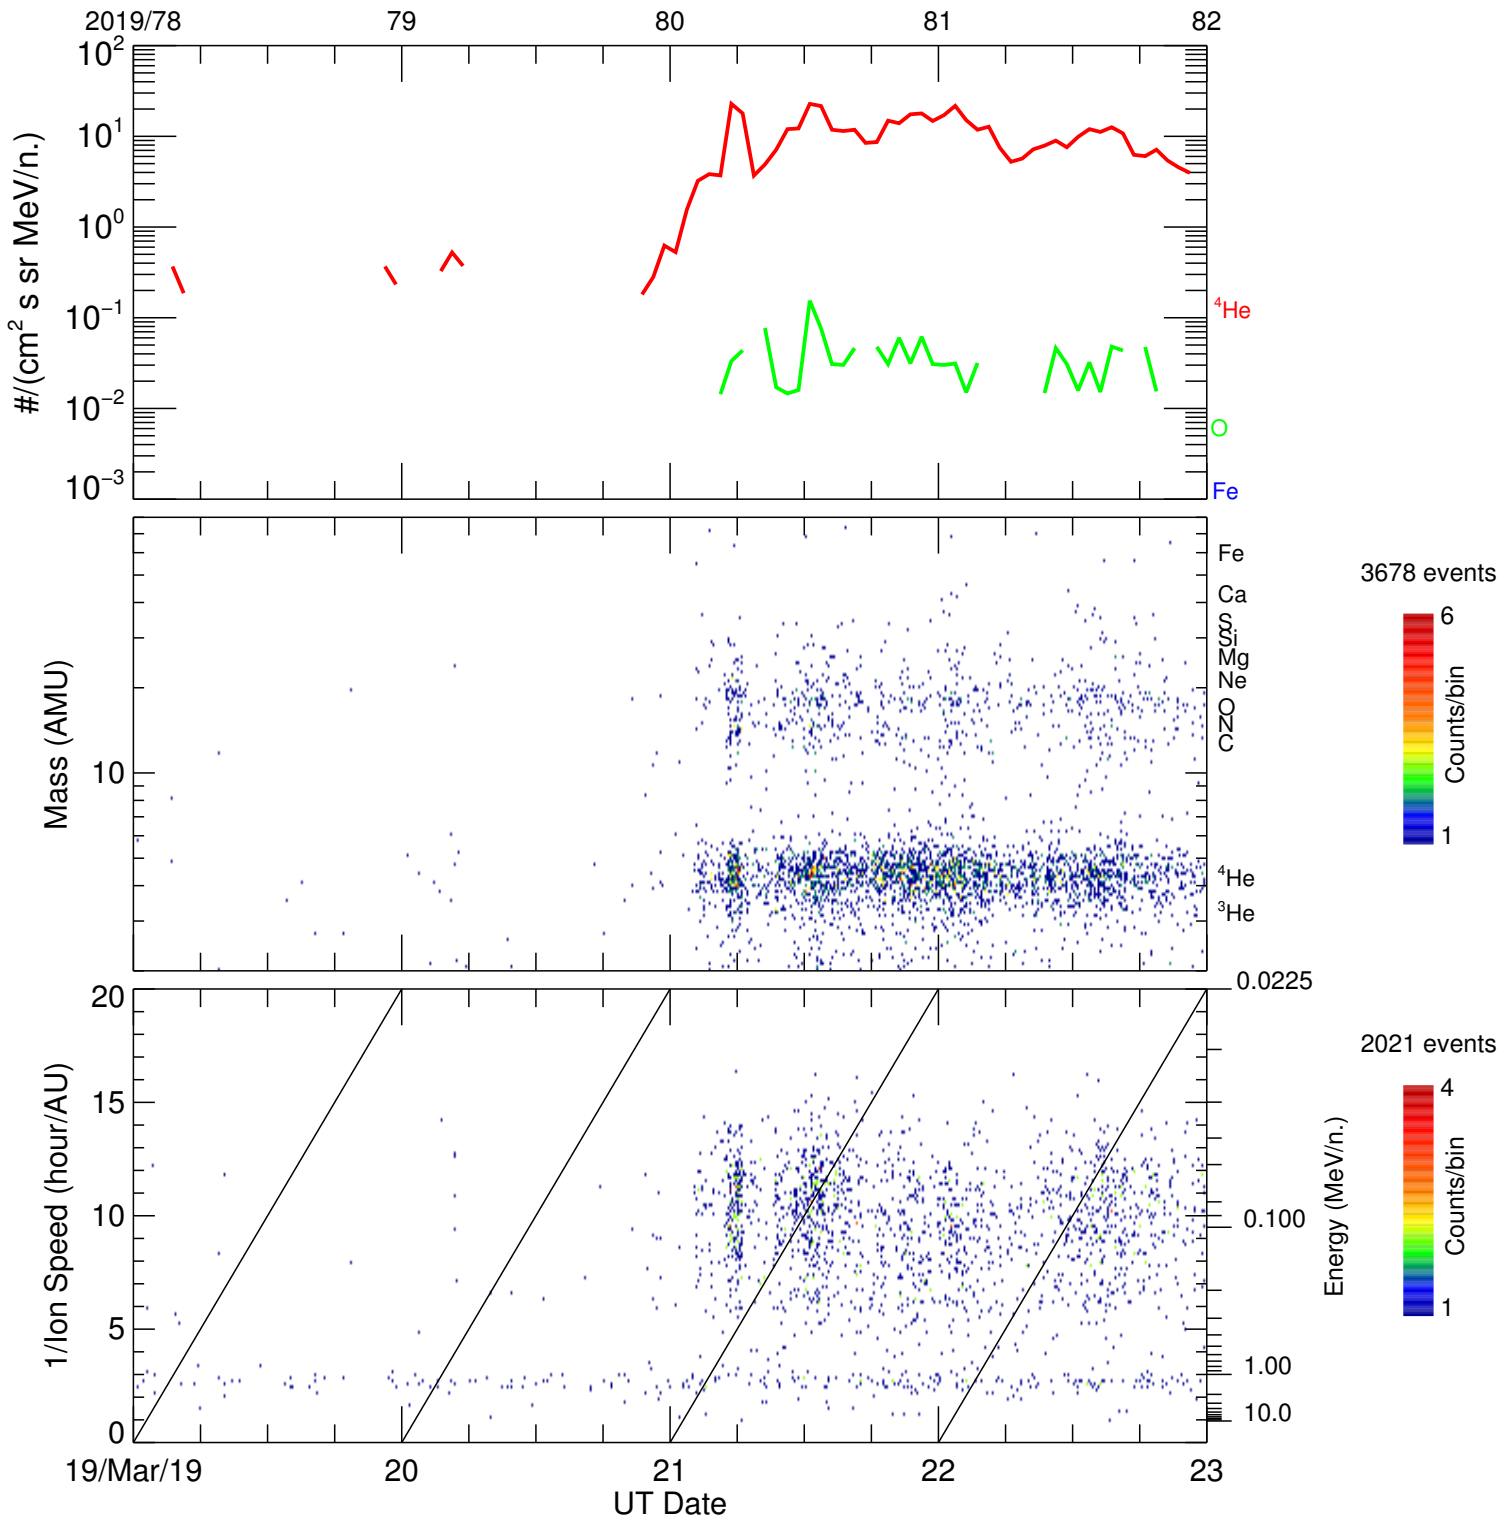 2019/78 79 80 81 82
10² 10¹ 10⁰ 10⁻¹ 10⁻² 10⁻³
#/(cm² s sr MeV/n.)
⁴He
O
Fe
Mass (AMU)
10
Fe
Ca
S
Si
Mg
Ne
O
N
C
⁴He
³He
3678 events
6
Counts/bin
1
1/Ion Speed (hour/AU)
20
15
10
5
0
0.0225
0.100
1.00
10.0
Energy (MeV/n.)
2021 events
4
Counts/bin
1
19/Mar/19 20 21 22 23
UT Date